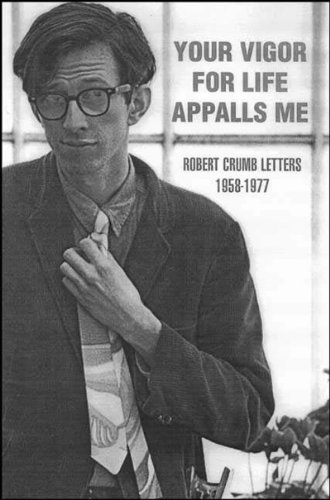 YOUR VIGOR
FOR LIFE
APPALLS ME
ROBERT CRUMB LETTERS
1958-1977